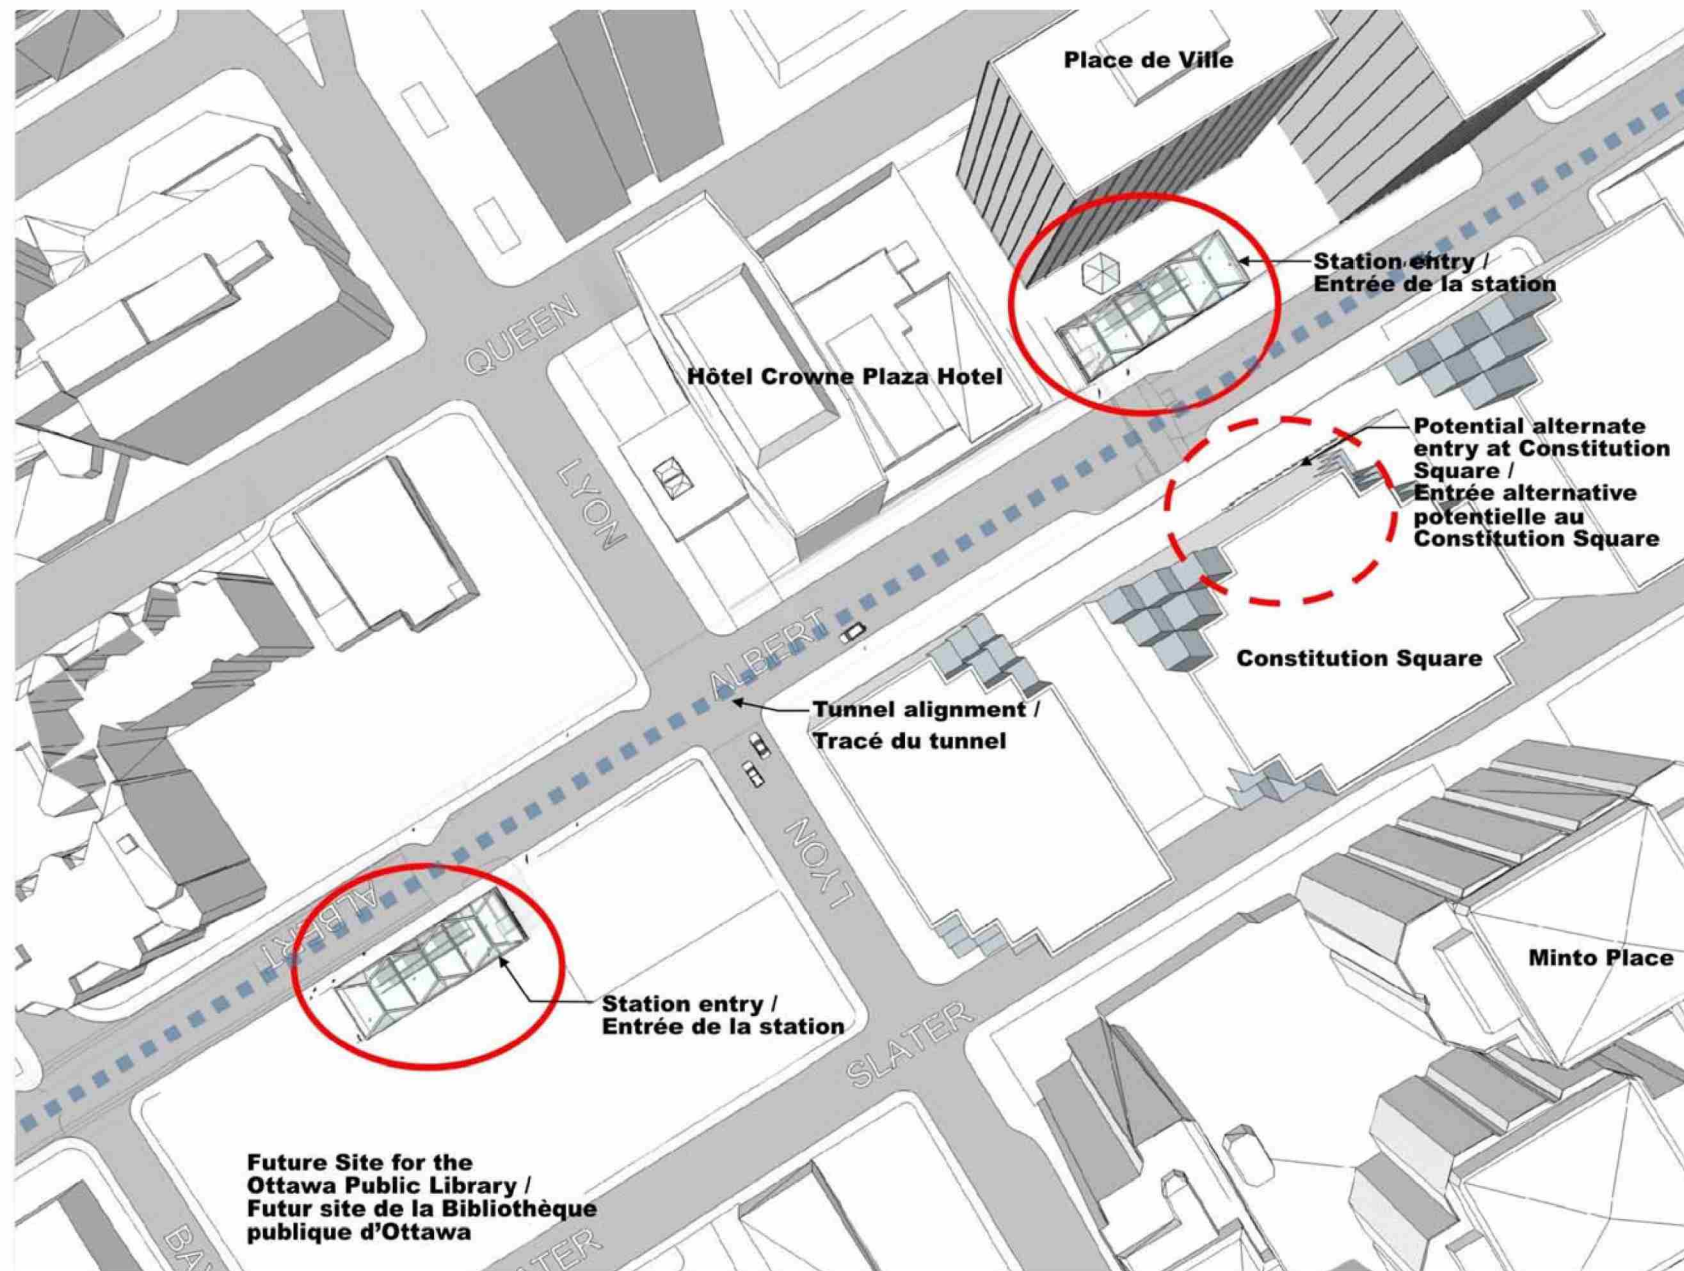 Place de Ville
Station entry /
Entrée de la station
QUEEN
Hôtel Crowne Plaza Hotel
Potential alternate
entry at Constitution
Square /
Entrée alternative
potentielle au
Constitution Square
LYON
ALBERT
Constitution Square
Tunnel alignment /
Tracé du tunnel
LYON
ALBERT
Minto Place
Station entry /
Entrée de la station
SLATER
Future Site for the
Ottawa Public Library /
Futur site de la Bibliothèque
publique d'Ottawa